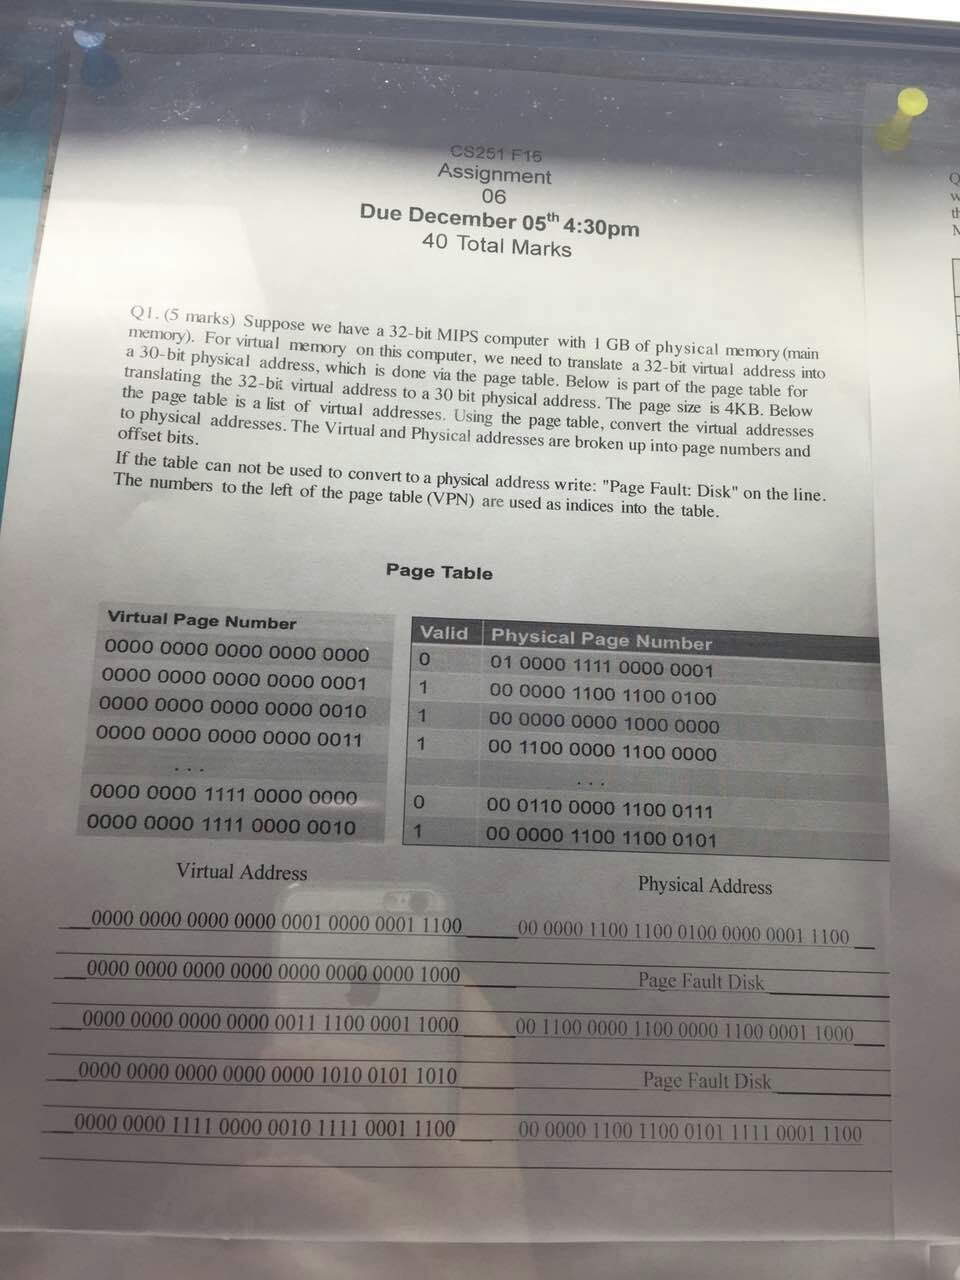 CS251 F16
Assignment
06
Due December 05th 4:30pm
40 Total Marks
Q1. (5 marks) Suppose we have a 32-bit MIPS computer with 1 GB of physical memory (main
memory). For virtual memory on this computer, we need to translate a 32-bit virtual address into
a 30-bit physical address, which is done via the page table. Below is part of the page table for
translating the 32-bit virtual address to a 30 bit physical address. The page size is 4KB. Below
the page table is a list of virtual addresses. Using the page table, convert the virtual addresses
to physical addresses. The Virtual and Physical addresses are broken up into page numbers and
offset bits.
If the table can not be used to convert to a physical address write: "Page Fault: Disk" on the line.
The numbers to the left of the page table (VPN) are used as indices into the table.
Page Table
Virtual Page Number Valid Physical Page Number
0000 0000 0000 0000 0000 0 01 0000 1111 0000 0001
0000 0000 0000 0000 0001 1 00 0000 1100 1100 0100
0000 0000 0000 0000 0010 1 00 0000 0000 1000 0000
0000 0000 0000 0000 0011 1 00 1100 0000 1100 0000
... ...
0000 0000 1111 0000 0000 0 00 0110 0000 1100 0111
0000 0000 1111 0000 0010 1 00 0000 1100 1100 0101
Virtual Address Physical Address
0000 0000 0000 0000 0001 0000 0001 1100 00 0000 1100 1100 0100 0000 0001 1100
0000 0000 0000 0000 0000 0000 0000 1000 Page Fault Disk
0000 0000 0000 0000 0011 1100 0001 1000 00 1100 0000 1100 0000 1100 0001 1000
0000 0000 0000 0000 0000 1010 0101 1010 Page Fault Disk
0000 0000 1111 0000 0010 1111 0001 1100 00 0000 1100 1100 0101 1111 0001 1100